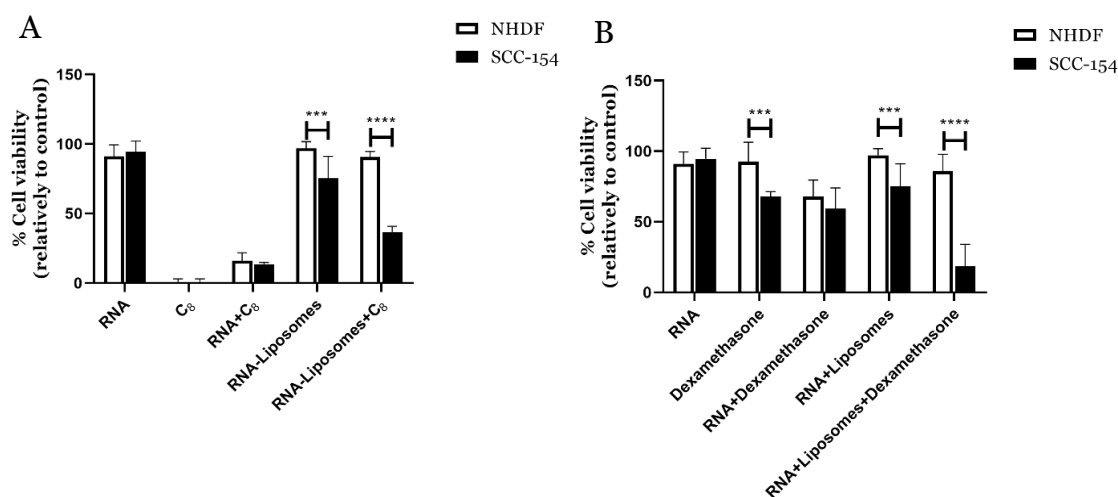 A
NHDF
SCC-154
% Cell viability
(relatively to control)
150
100
50
0
***
****
RNA
C₈
RNA+C₈
RNA-Liposomes
RNA-Liposomes+C₈
B
NHDF
SCC-154
% Cell viability
(relatively to control)
150
100
50
0
***
***
****
RNA
Dexamethasone
RNA+Dexamethasone
RNA+Liposomes
RNA+Liposomes+Dexamethasone